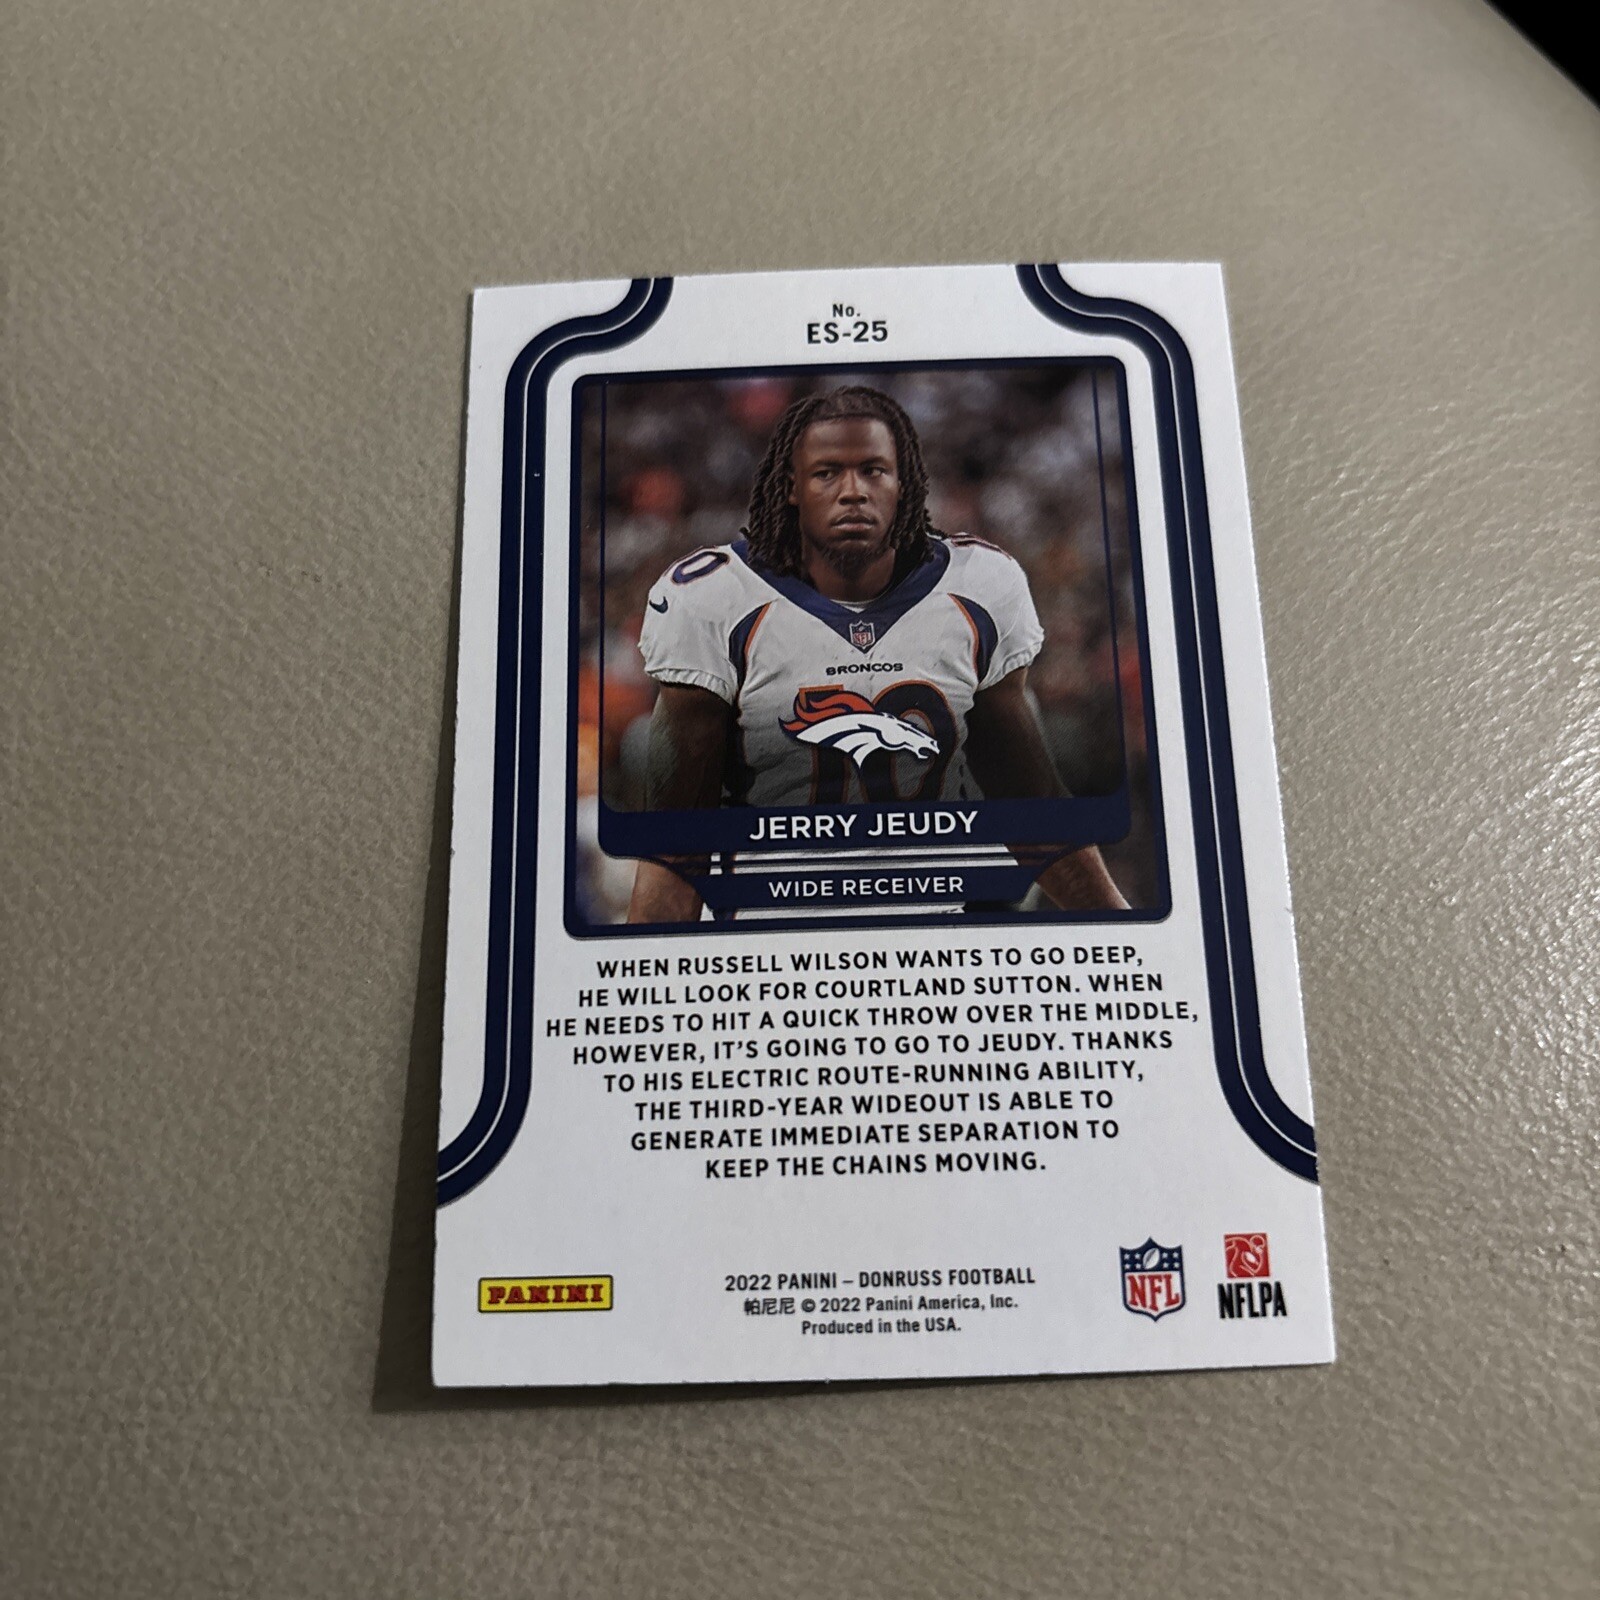 No.
ES-25
10
NFL
BRONCOS
10
JERRY JEUDY
WIDE RECEIVER
WHEN RUSSELL WILSON WANTS TO GO DEEP,
HE WILL LOOK FOR COURTLAND SUTTON. WHEN
HE NEEDS TO HIT A QUICK THROW OVER THE MIDDLE,
HOWEVER, IT'S GOING TO GO TO JEUDY. THANKS
TO HIS ELECTRIC ROUTE-RUNNING ABILITY,
THE THIRD-YEAR WIDEOUT IS ABLE TO
GENERATE IMMEDIATE SEPARATION TO
KEEP THE CHAINS MOVING.
PANINI
2022 PANINI – DONRUSS FOOTBALL
帕尼尼 © 2022 Panini America, Inc.
Produced in the USA.
NFL
NFLPA